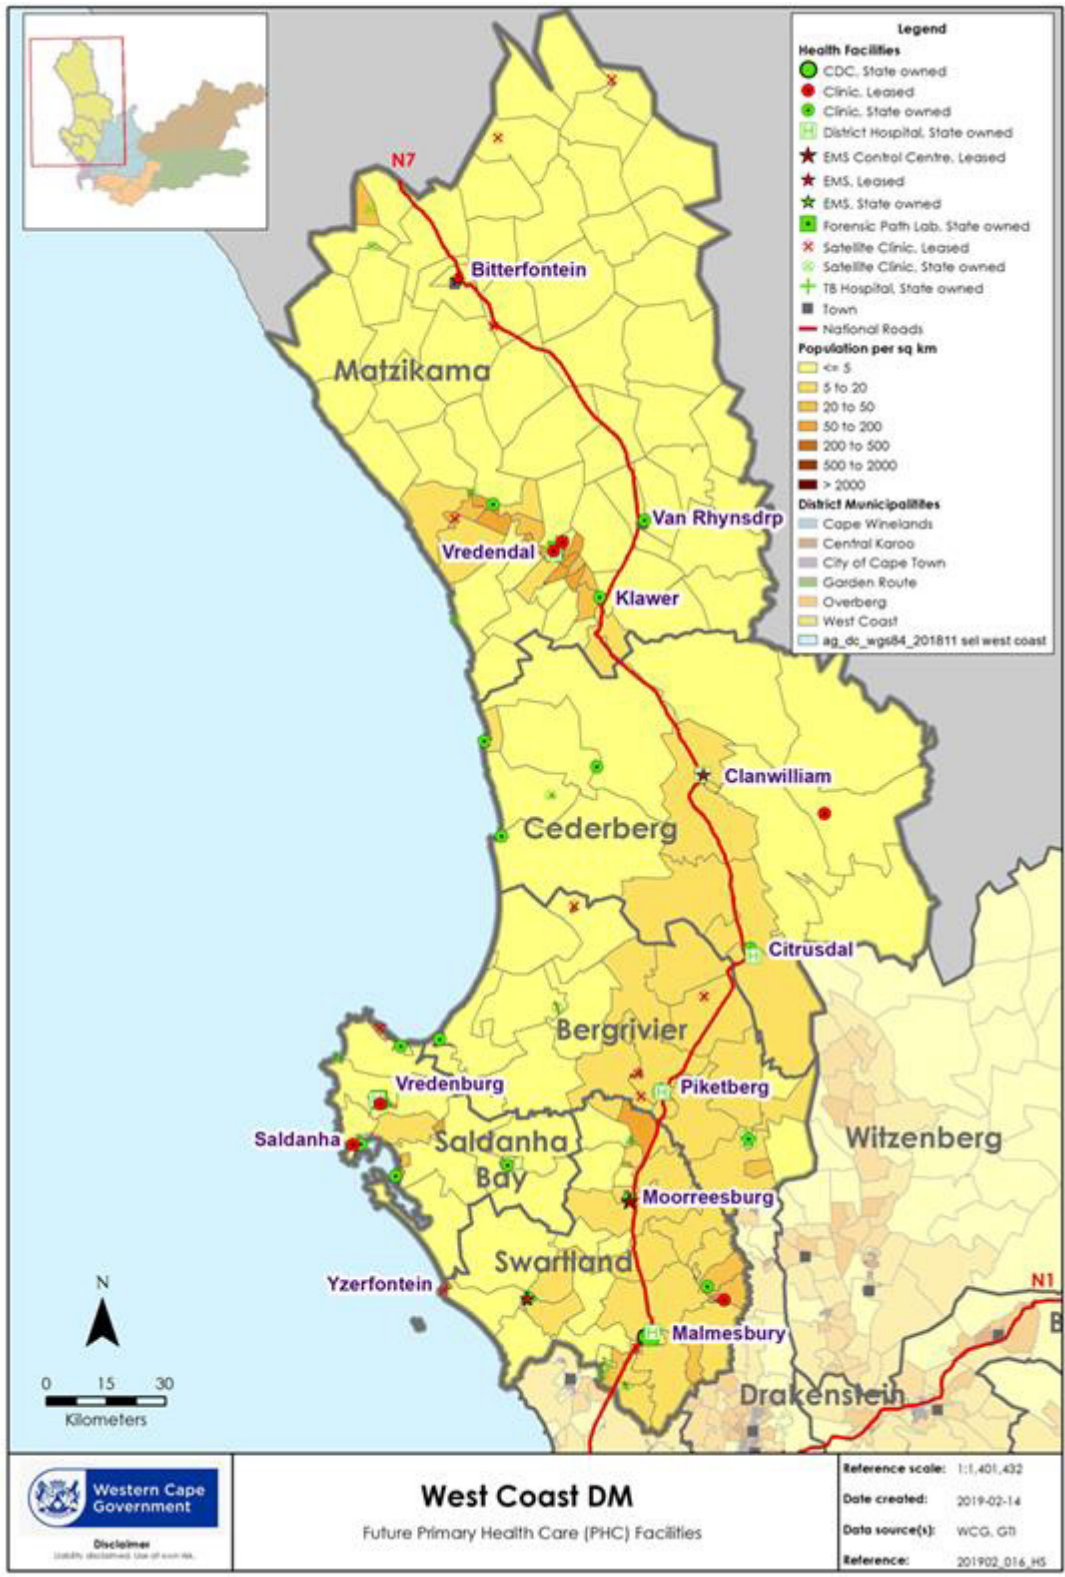 Legend
Health Facilities
CDC, State owned
Clinic, Leased
Clinic, State owned
District Hospital, State owned
EMS Control Centre, Leased
EMS, Leased
EMS, State owned
Forensic Path Lab, State owned
Satellite Clinic, Leased
Satellite Clinic, State owned
TB Hospital, State owned
Town
National Roads
Population per sq km
<= 5
5 to 20
20 to 50
50 to 200
200 to 500
500 to 2000
> 2000
District Municipalitites
Cape Winelands
Central Karoo
City of Cape Town
Garden Route
Overberg
West Coast
ag_dc_wgs84_201811 sel west coast
N7
Bitterfontein
Matzikama
Van Rhynsdrp
Vredendal
Klawer
Clanwilliam
Cederberg
Citrusdal
Bergrivier
Vredenburg
Piketberg
Saldanha
Saldanha
Bay
Witzenberg
Moorreesburg
Swartland
Yzerfontein
N1
B
Malmesbury
Drakenstein
N
0 15 30
Kilometers
Western Cape
Government
Disclaimer
Liability disclaimed. Use at own risk.
West Coast DM
Future Primary Health Care (PHC) Facilities
Reference scale: 1:1,401,432
Date created: 2019-02-14
Data source(s): WCG, GTI
Reference: 201902_016_HS